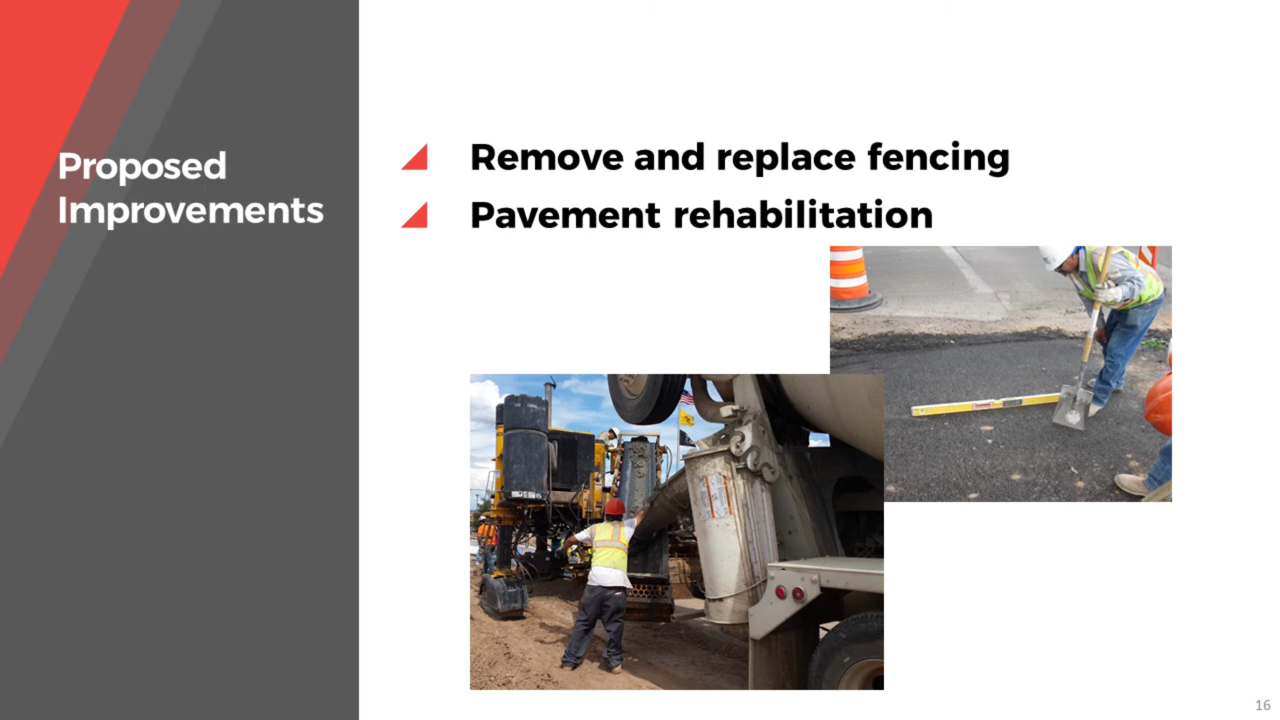 Proposed
Improvements
Remove and replace fencing
Pavement rehabilitation
16